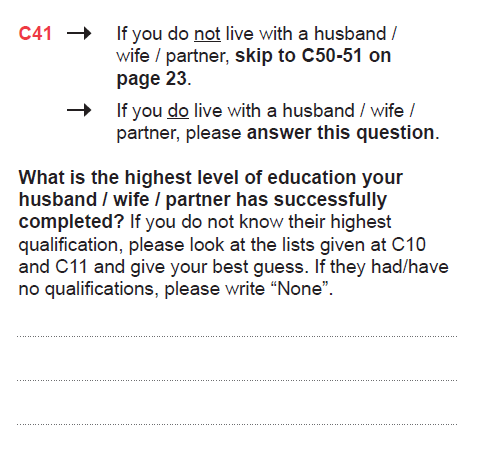 C41 → If you do not live with a husband /
wife / partner, skip to C50-51 on
page 23.
→ If you do live with a husband / wife /
partner, please answer this question.
What is the highest level of education your
husband / wife / partner has successfully
completed? If you do not know their highest
qualification, please look at the lists given at C10
and C11 and give your best guess. If they had/have
no qualifications, please write “None”.